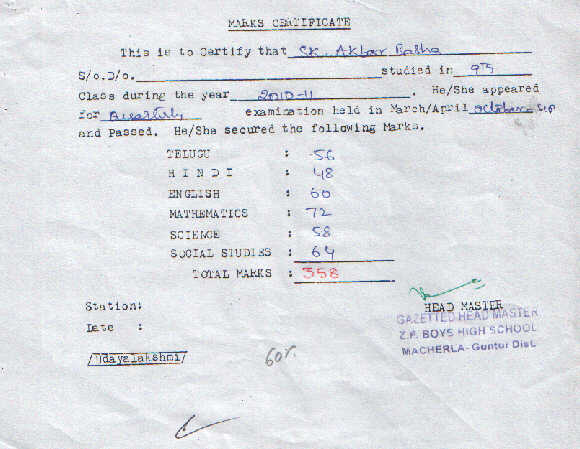 MARKS CERTIFICATE
This is to Certify that Sk. Akbar Basha
S/o.D/o. studied in 9th
Class during the year 2010-11 . He/She appeared
for Quarterly examination held in March/April october
and Passed. He/She secured the following Marks.
TELUGU : 56
H I N D I : 48
ENGLISH : 60
MATHEMATICS : 72
SCIENCE : 58
SOCIAL STUDIES : 64
TOTAL MARKS : 358
Station:
HEAD MASTER
GAZETTED HEAD MASTER
Date :
Z.P. BOYS HIGH SCHOOL
MACHERLA-Guntur Dist.
/Udayalakshmi/
60%